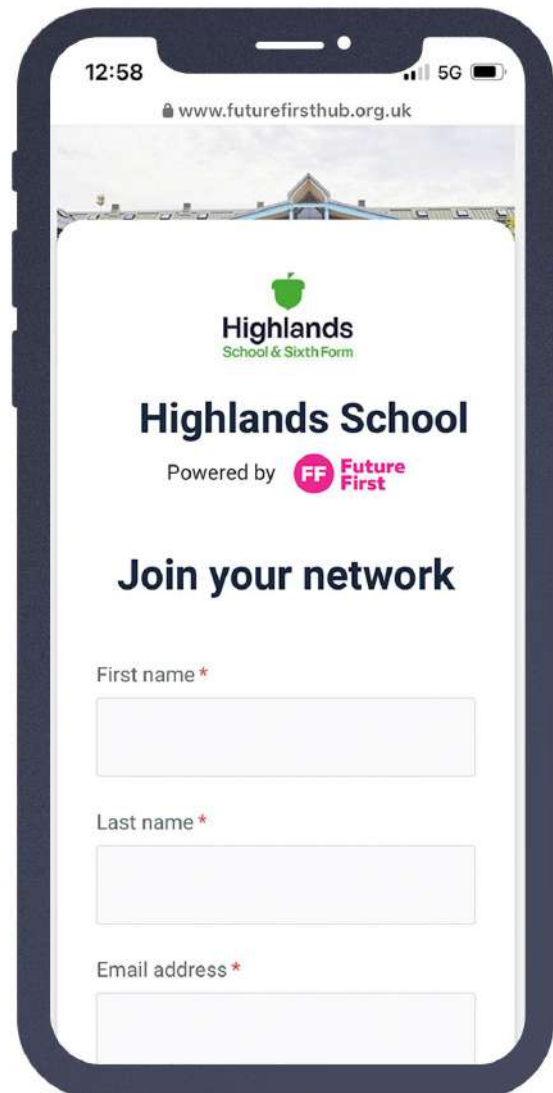 12:58
5G
www.futurefirsthub.org.uk
Highlands
School & Sixth Form
Highlands School
Powered by FF Future
First
Join your network
First name *
Last name *
Email address *